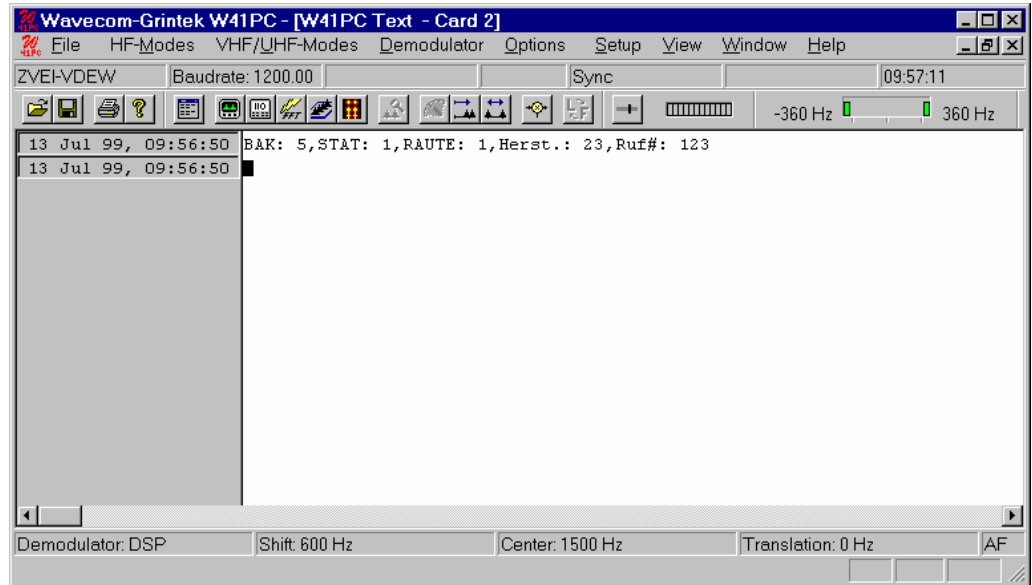 Wavecom-Grintek W41PC - [W41PC Text - Card 2]
File HF-Modes VHF/UHF-Modes Demodulator Options Setup View Window Help
ZVEI-VDEW Baudrate: 1200.00 Sync 09:57:11
-360 Hz 360 Hz
13 Jul 99, 09:56:50 BAK: 5,STAT: 1,RAUTE: 1,Herst.: 23,Ruf#: 123
13 Jul 99, 09:56:50
Demodulator: DSP Shift: 600 Hz Center: 1500 Hz Translation: 0 Hz AF